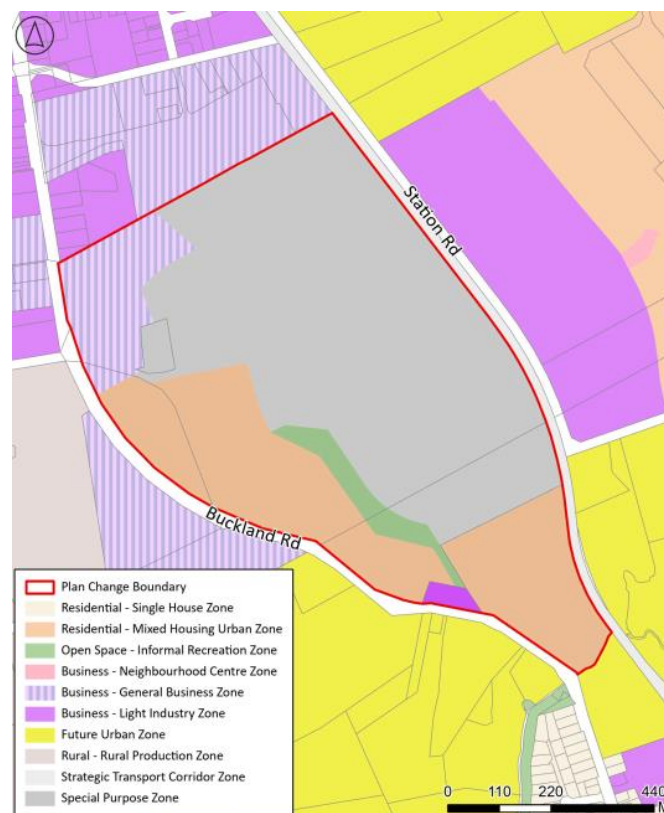 Station Rd
Buckland Rd
Plan Change Boundary
Residential - Single House Zone
Residential - Mixed Housing Urban Zone
Open Space - Informal Recreation Zone
Business - Neighbourhood Centre Zone
Business - General Business Zone
Business - Light Industry Zone
Future Urban Zone
Rural - Rural Production Zone
Strategic Transport Corridor Zone
Special Purpose Zone
0 110 220 440
M